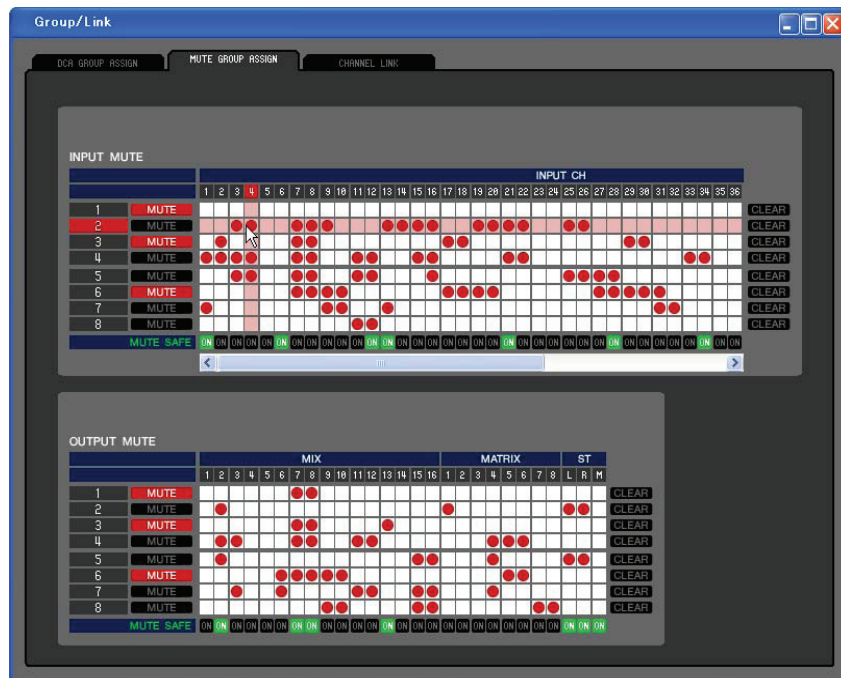 Group/Link
DCA GROUP ASSIGN MUTE GROUP ASSIGN CHANNEL LINK
INPUT MUTE
INPUT CH
1 2 3 4 5 6 7 8 9 10 11 12 13 14 15 16 17 18 19 20 21 22 23 24 25 26 27 28 29 30 31 32 33 34 35 36
1 MUTE CLEAR
2 MUTE CLEAR
3 MUTE CLEAR
4 MUTE CLEAR
5 MUTE CLEAR
6 MUTE CLEAR
7 MUTE CLEAR
8 MUTE CLEAR
MUTE SAFE ON ON ON ON ON ON ON ON ON ON ON ON ON ON ON ON ON ON ON ON ON ON ON ON ON ON ON ON ON ON ON ON ON ON ON ON
OUTPUT MUTE
MIX MATRIX ST
1 2 3 4 5 6 7 8 9 10 11 12 13 14 15 16 1 2 3 4 5 6 7 8 L R M
1 MUTE CLEAR
2 MUTE CLEAR
3 MUTE CLEAR
4 MUTE CLEAR
5 MUTE CLEAR
6 MUTE CLEAR
7 MUTE CLEAR
8 MUTE CLEAR
MUTE SAFE ON ON ON ON ON ON ON ON ON ON ON ON ON ON ON ON ON ON ON ON ON ON ON ON ON ON ON